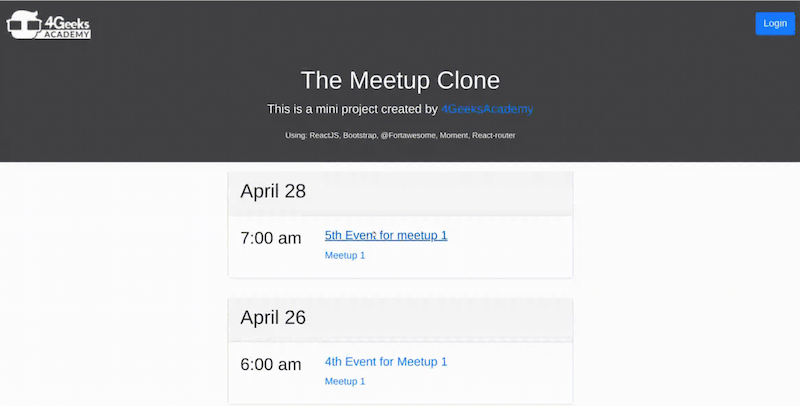 4Geeks
ACADEMY
Login
The Meetup Clone
This is a mini project created by 4GeeksAcademy
Using: ReactJS, Bootstrap, @Fortawesome, Moment, React-router
April 28
7:00 am
5th Event for meetup 1
Meetup 1
April 26
6:00 am
4th Event for Meetup 1
Meetup 1